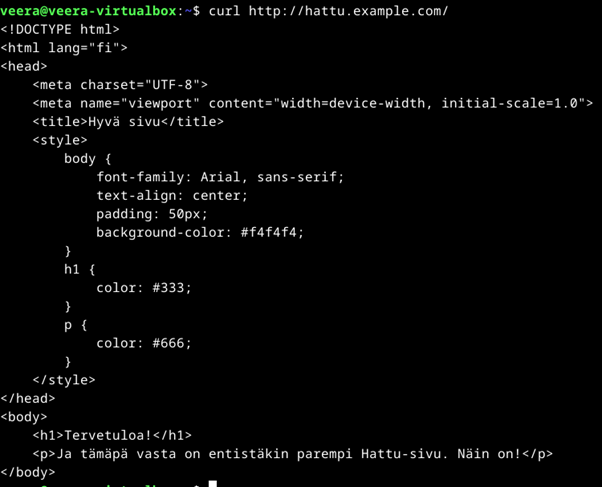 veera@veera-virtualbox:~$ curl http://hattu.example.com/
<!DOCTYPE html>
<html lang="fi">
<head>
    <meta charset="UTF-8">
    <meta name="viewport" content="width=device-width, initial-scale=1.0">
    <title>Hyvä sivu</title>
    <style>
        body {
            font-family: Arial, sans-serif;
            text-align: center;
            padding: 50px;
            background-color: #f4f4f4;
        }
        h1 {
            color: #333;
        }
        p {
            color: #666;
        }
    </style>
</head>
<body>
    <h1>Tervetuloa!</h1>
    <p>Ja tämäpä vasta on entistäkin parempi Hattu-sivu. Näin on!</p>
</body>